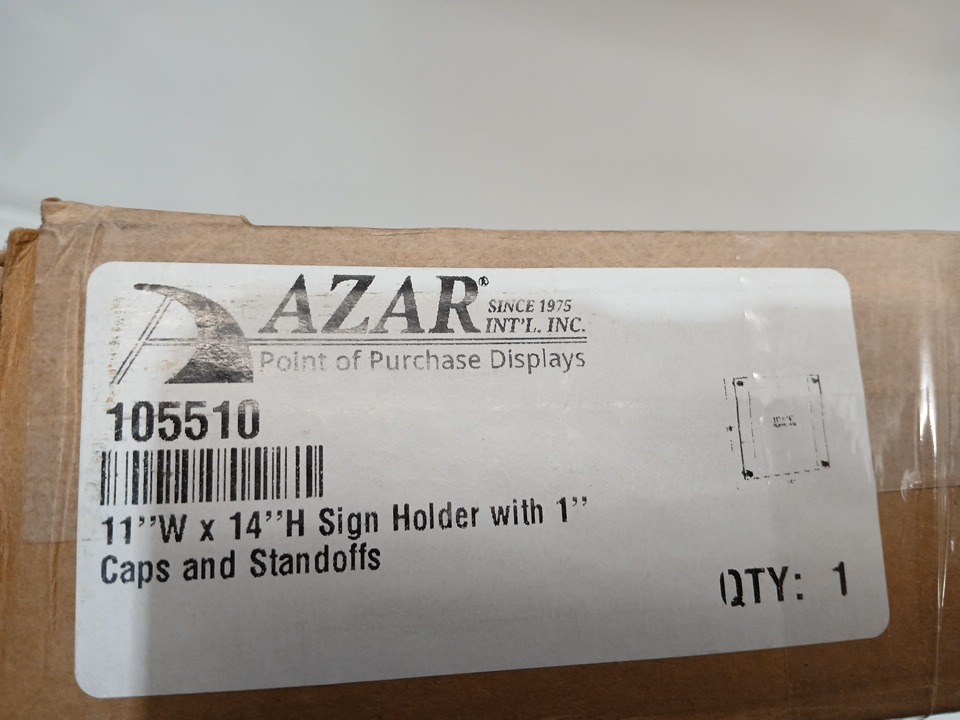 AZAR®
SINCE 1975
INT'L. INC.
Point of Purchase Displays
105510
11''W x 14''H Sign Holder with 1''
Caps and Standoffs
QTY: 1